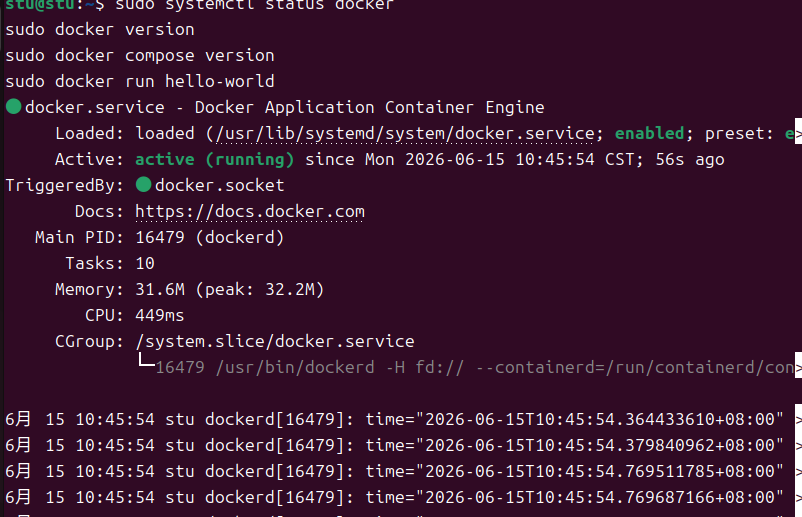 stu@stu:~$ sudo systemctl status docker
sudo docker version
sudo docker compose version
sudo docker run hello-world
●docker.service - Docker Application Container Engine
     Loaded: loaded (/usr/lib/systemd/system/docker.service; enabled; preset: e>
     Active: active (running) since Mon 2026-06-15 10:45:54 CST; 56s ago
TriggeredBy: ●docker.socket
       Docs: https://docs.docker.com
   Main PID: 16479 (dockerd)
      Tasks: 10
     Memory: 31.6M (peak: 32.2M)
        CPU: 449ms
     CGroup: /system.slice/docker.service
             └─16479 /usr/bin/dockerd -H fd:// --containerd=/run/containerd/con>
6月 15 10:45:54 stu dockerd[16479]: time="2026-06-15T10:45:54.364433610+08:00" >
6月 15 10:45:54 stu dockerd[16479]: time="2026-06-15T10:45:54.379840962+08:00" >
6月 15 10:45:54 stu dockerd[16479]: time="2026-06-15T10:45:54.769511785+08:00" >
6月 15 10:45:54 stu dockerd[16479]: time="2026-06-15T10:45:54.769687166+08:00" >